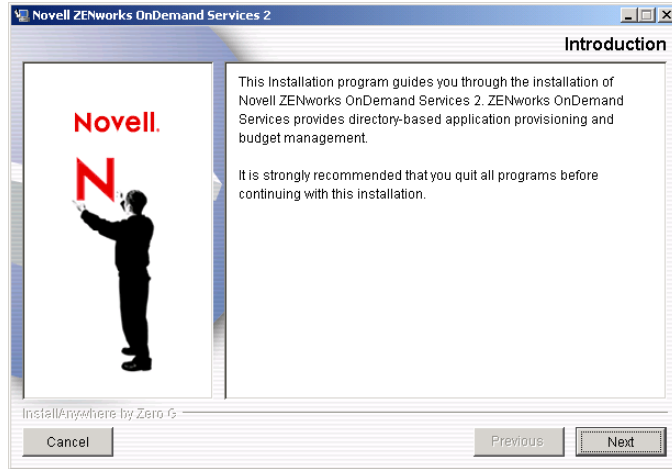 Novell ZENworks OnDemand Services 2
Introduction
Novell.
N
This Installation program guides you through the installation of
Novell ZENworks OnDemand Services 2. ZENworks OnDemand
Services provides directory-based application provisioning and
budget management.
It is strongly recommended that you quit all programs before
continuing with this installation.
InstallAnywhere by Zero G
Cancel
Previous
Next